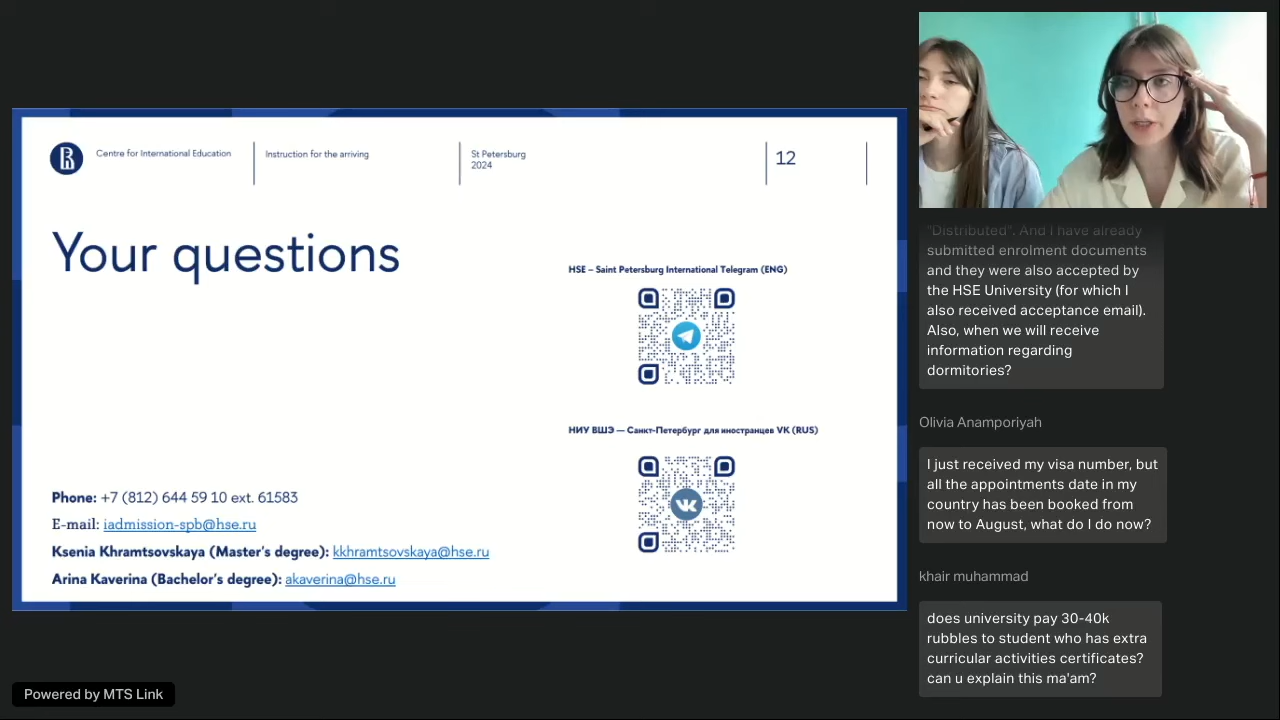 Centre for International Education
Instruction for the arriving
St Petersburg
2024
12
Your questions
HSE – Saint Petersburg International Telegram (ENG)
НИУ ВШЭ — Санкт-Петербург для иностранцев VK (RUS)
Phone: +7 (812) 644 59 10 ext. 61583
E-mail: iadmission-spb@hse.ru
Ksenia Khramtsovskaya (Master's degree): kkhramtsovskaya@hse.ru
Arina Kaverina (Bachelor's degree): akaverina@hse.ru
Powered by MTS Link
"Distributed". And I have already
submitted enrolment documents
and they were also accepted by
the HSE University (for which I
also received acceptance email).
Also, when we will receive
information regarding
dormitories?
Olivia Anamporiyah
I just received my visa number, but
all the appointments date in my
country has been booked from
now to August, what do I do now?
khair muhammad
does university pay 30-40k
rubbles to student who has extra
curricular activities certificates?
can u explain this ma'am?